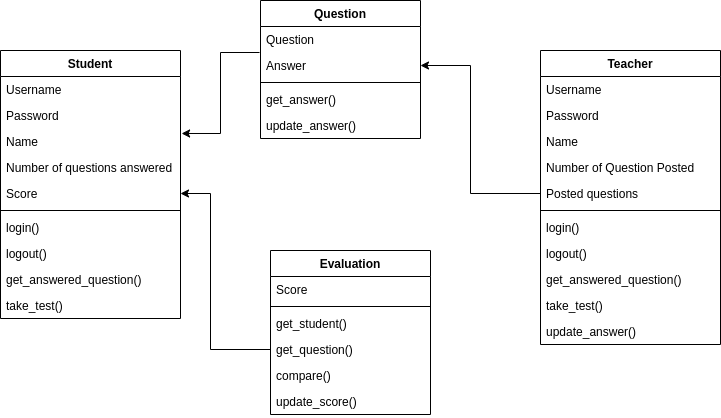 Question
Question
Answer
get_answer()
update_answer()
Student
Username
Password
Name
Number of questions answered
Score
login()
logout()
get_answered_question()
take_test()
Teacher
Username
Password
Name
Number of Question Posted
Posted questions
login()
logout()
get_answered_question()
take_test()
update_answer()
Evaluation
Score
get_student()
get_question()
compare()
update_score()